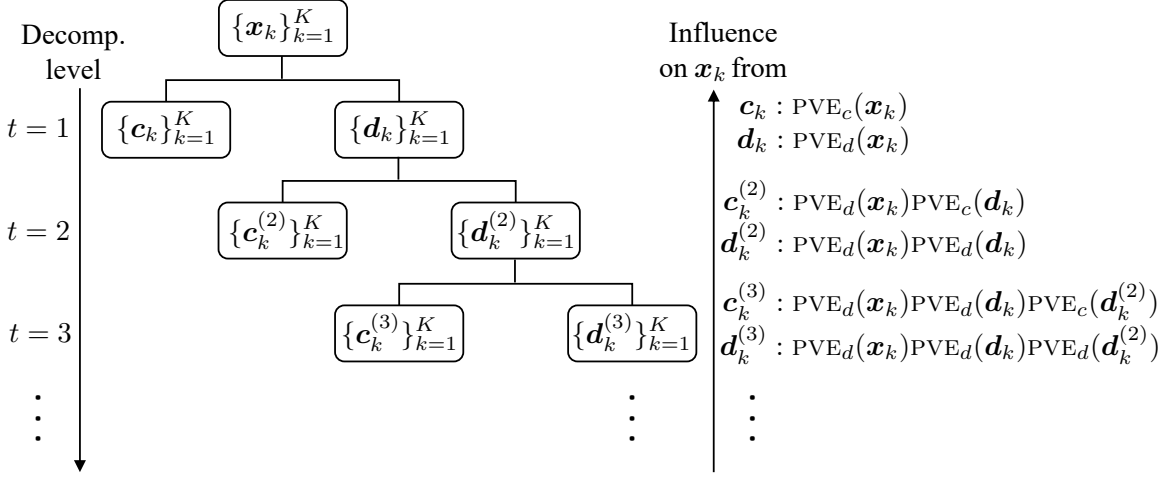 Decomp.
level
{x_k}_{k=1}^K
Influence
on x_k from
t = 1
{c_k}_{k=1}^K
{d_k}_{k=1}^K
c_k : PVE_c(x_k)
d_k : PVE_d(x_k)
t = 2
{c_k^{(2)}}_{k=1}^K
{d_k^{(2)}}_{k=1}^K
c_k^{(2)} : PVE_d(x_k)PVE_c(d_k)
d_k^{(2)} : PVE_d(x_k)PVE_d(d_k)
t = 3
{c_k^{(3)}}_{k=1}^K
{d_k^{(3)}}_{k=1}^K
c_k^{(3)} : PVE_d(x_k)PVE_d(d_k)PVE_c(d_k^{(2)})
d_k^{(3)} : PVE_d(x_k)PVE_d(d_k)PVE_d(d_k^{(2)})